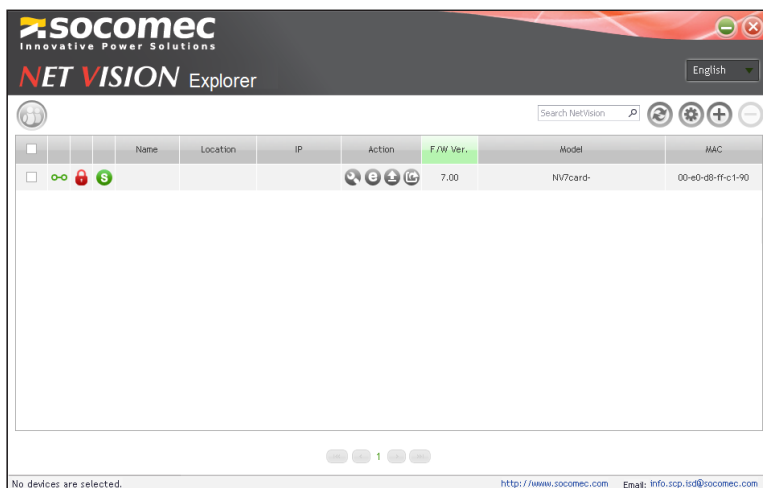 socomec
Innovative Power Solutions
NET VISION Explorer
English
Search NetVision
Name Location IP Action F/W Ver. Model MAC
S e 7.00 NV7card- 00-e0-d8-ff-c1-90
1
No devices are selected. http://www.socomec.com Email: info.scp.isd@socomec.com